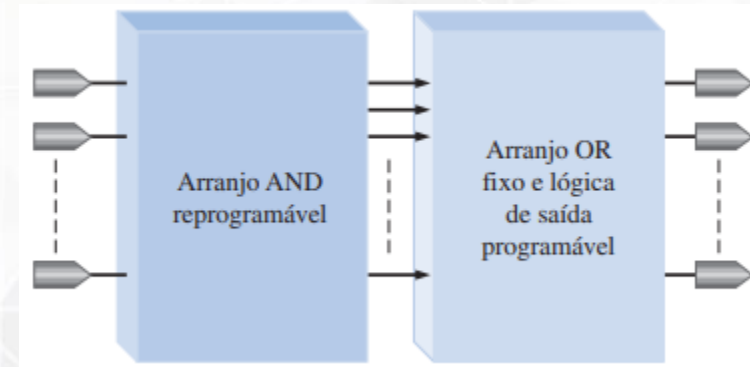 Arranjo AND
reprogramável
Arranjo OR
fixo e lógica
de saída
programável